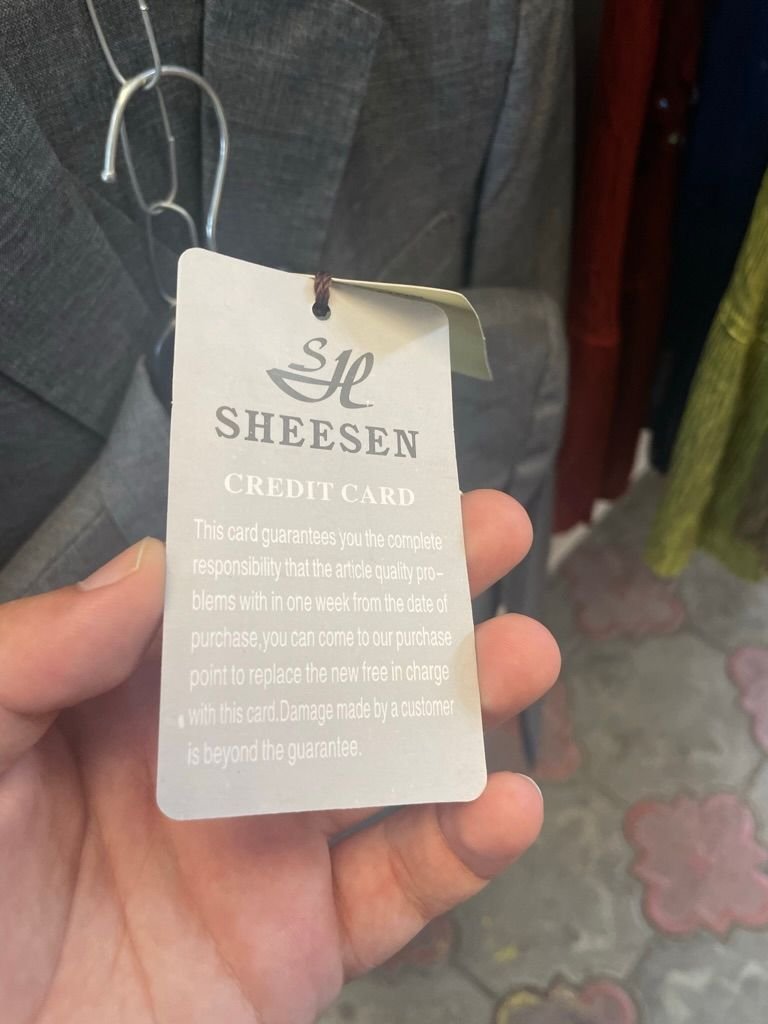 SH
SHEESEN
CREDIT CARD
This card guarantees you the complete
responsibility that the article quality pro-
blems with in one week from the date of
purchase,you can come to our purchase
point to replace the new free in charge
with this card.Damage made by a customer
is beyond the guarantee.